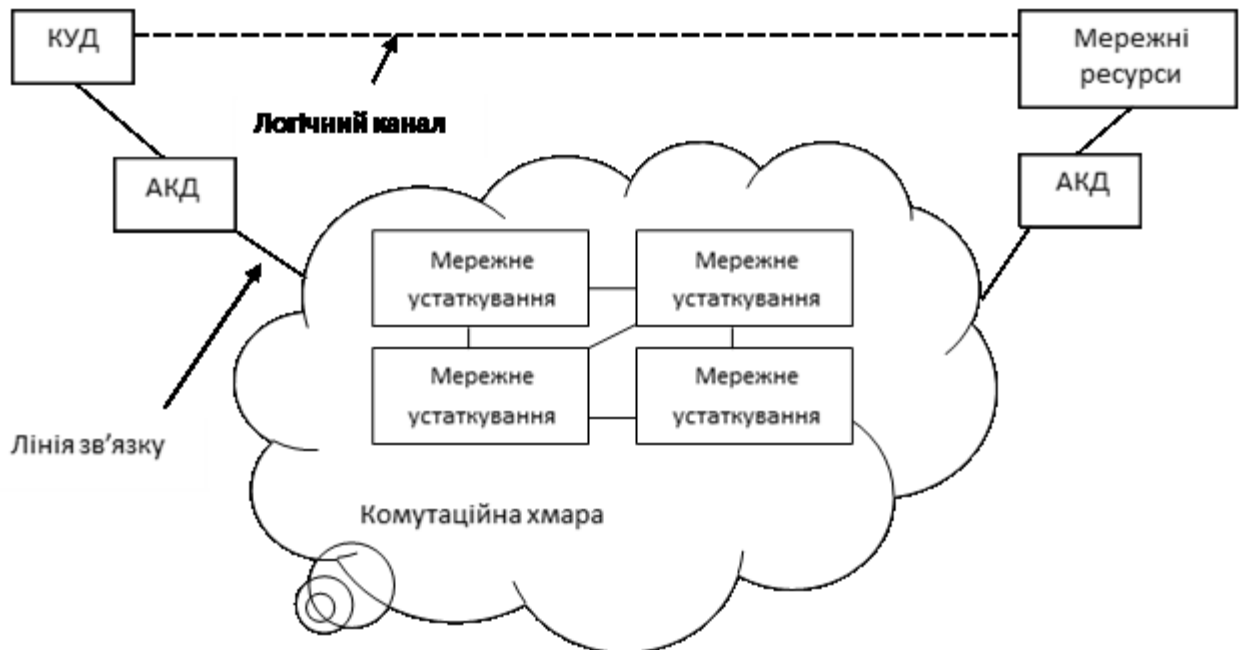 КУД
Мережні
ресурси
Логічний канал
АКД
АКД
Мережне
устаткування
Мережне
устаткування
Мережне
устаткування
Мережне
устаткування
Лінія зв’язку
Комутаційна хмара